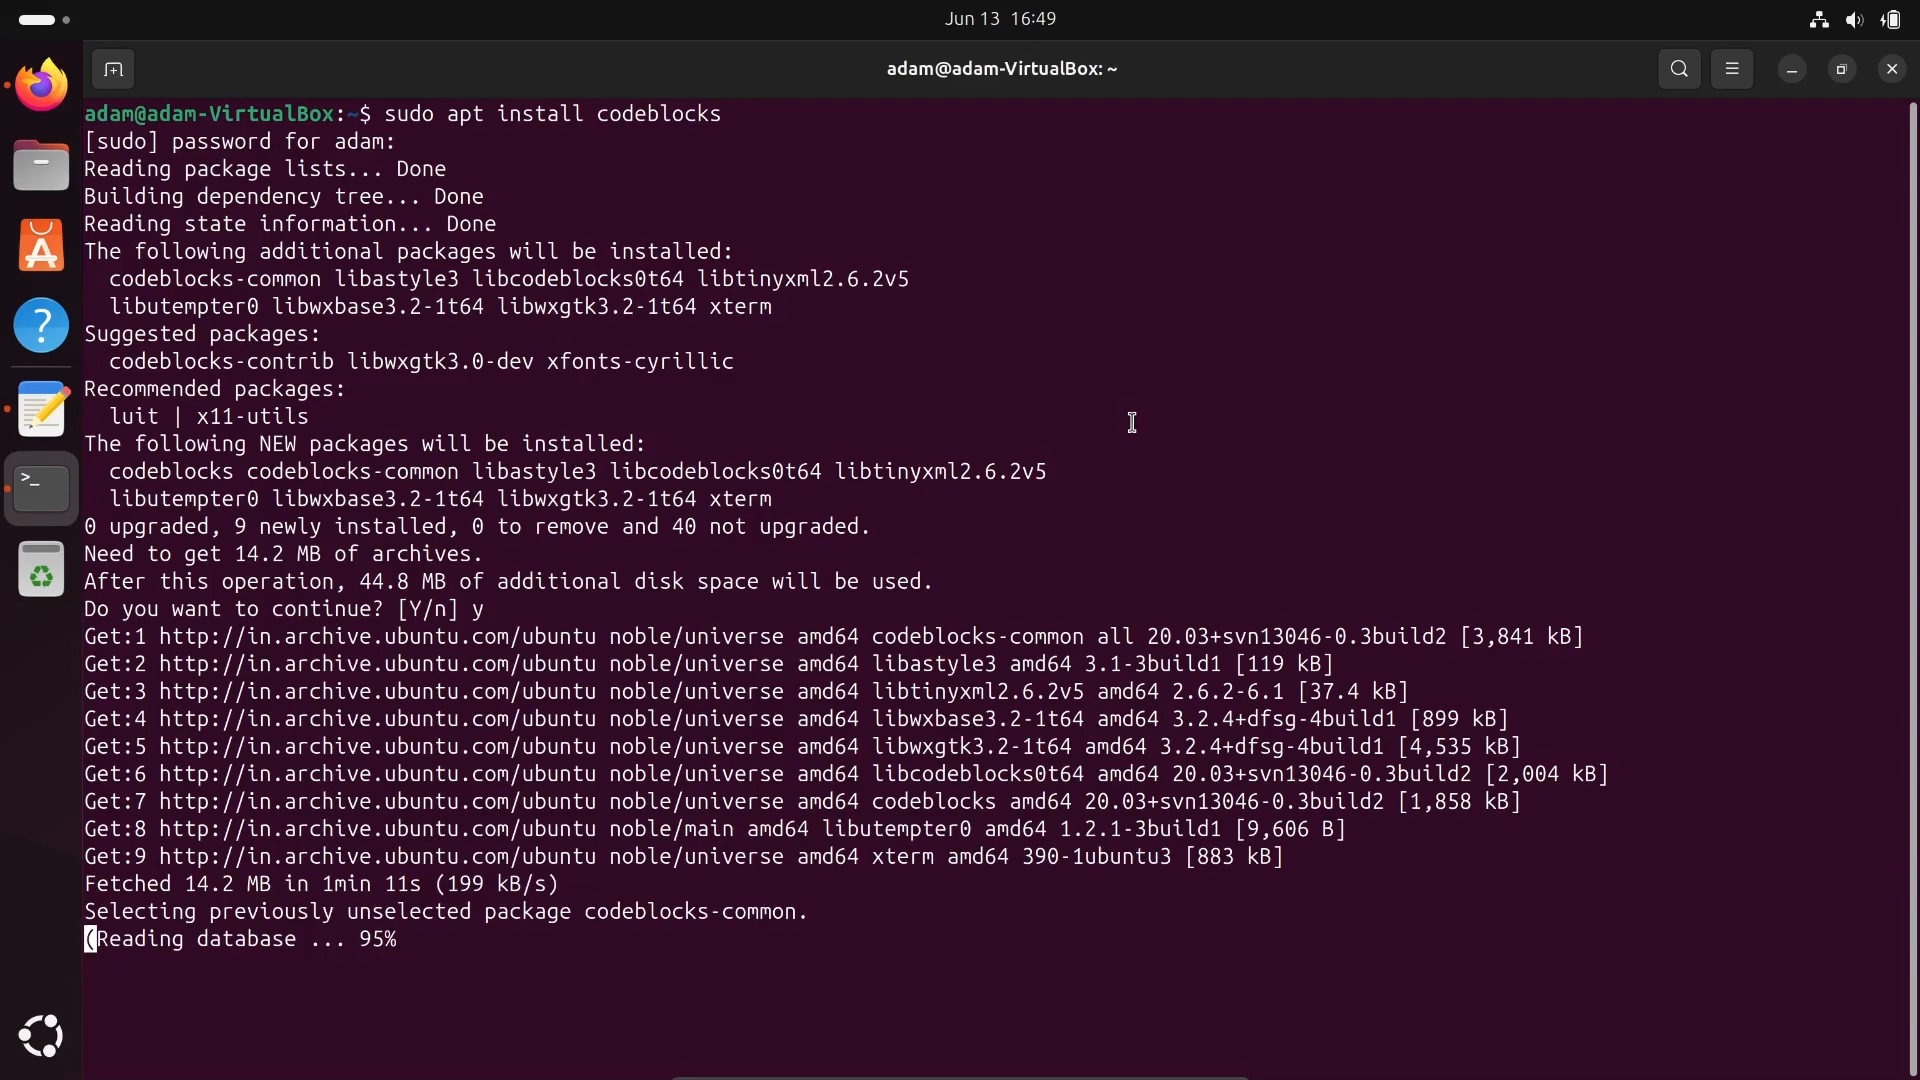 Jun 13  16:49
adam@adam-VirtualBox: ~
adam@adam-VirtualBox:~$ sudo apt install codeblocks
[sudo] password for adam:
Reading package lists... Done
Building dependency tree... Done
Reading state information... Done
The following additional packages will be installed:
  codeblocks-common libastyle3 libcodeblocks0t64 libtinyxml2.6.2v5
  libutempter0 libwxbase3.2-1t64 libwxgtk3.2-1t64 xterm
Suggested packages:
  codeblocks-contrib libwxgtk3.0-dev xfonts-cyrillic
Recommended packages:
  luit | x11-utils
The following NEW packages will be installed:
  codeblocks codeblocks-common libastyle3 libcodeblocks0t64 libtinyxml2.6.2v5
  libutempter0 libwxbase3.2-1t64 libwxgtk3.2-1t64 xterm
0 upgraded, 9 newly installed, 0 to remove and 40 not upgraded.
Need to get 14.2 MB of archives.
After this operation, 44.8 MB of additional disk space will be used.
Do you want to continue? [Y/n] y
Get:1 http://in.archive.ubuntu.com/ubuntu noble/universe amd64 codeblocks-common all 20.03+svn13046-0.3build2 [3,841 kB]
Get:2 http://in.archive.ubuntu.com/ubuntu noble/universe amd64 libastyle3 amd64 3.1-3build1 [119 kB]
Get:3 http://in.archive.ubuntu.com/ubuntu noble/universe amd64 libtinyxml2.6.2v5 amd64 2.6.2-6.1 [37.4 kB]
Get:4 http://in.archive.ubuntu.com/ubuntu noble/universe amd64 libwxbase3.2-1t64 amd64 3.2.4+dfsg-4build1 [899 kB]
Get:5 http://in.archive.ubuntu.com/ubuntu noble/universe amd64 libwxgtk3.2-1t64 amd64 3.2.4+dfsg-4build1 [4,535 kB]
Get:6 http://in.archive.ubuntu.com/ubuntu noble/universe amd64 libcodeblocks0t64 amd64 20.03+svn13046-0.3build2 [2,004 kB]
Get:7 http://in.archive.ubuntu.com/ubuntu noble/universe amd64 codeblocks amd64 20.03+svn13046-0.3build2 [1,858 kB]
Get:8 http://in.archive.ubuntu.com/ubuntu noble/main amd64 libutempter0 amd64 1.2.1-3build1 [9,606 B]
Get:9 http://in.archive.ubuntu.com/ubuntu noble/universe amd64 xterm amd64 390-1ubuntu3 [883 kB]
Fetched 14.2 MB in 1min 11s (199 kB/s)
Selecting previously unselected package codeblocks-common.
(Reading database ... 95%